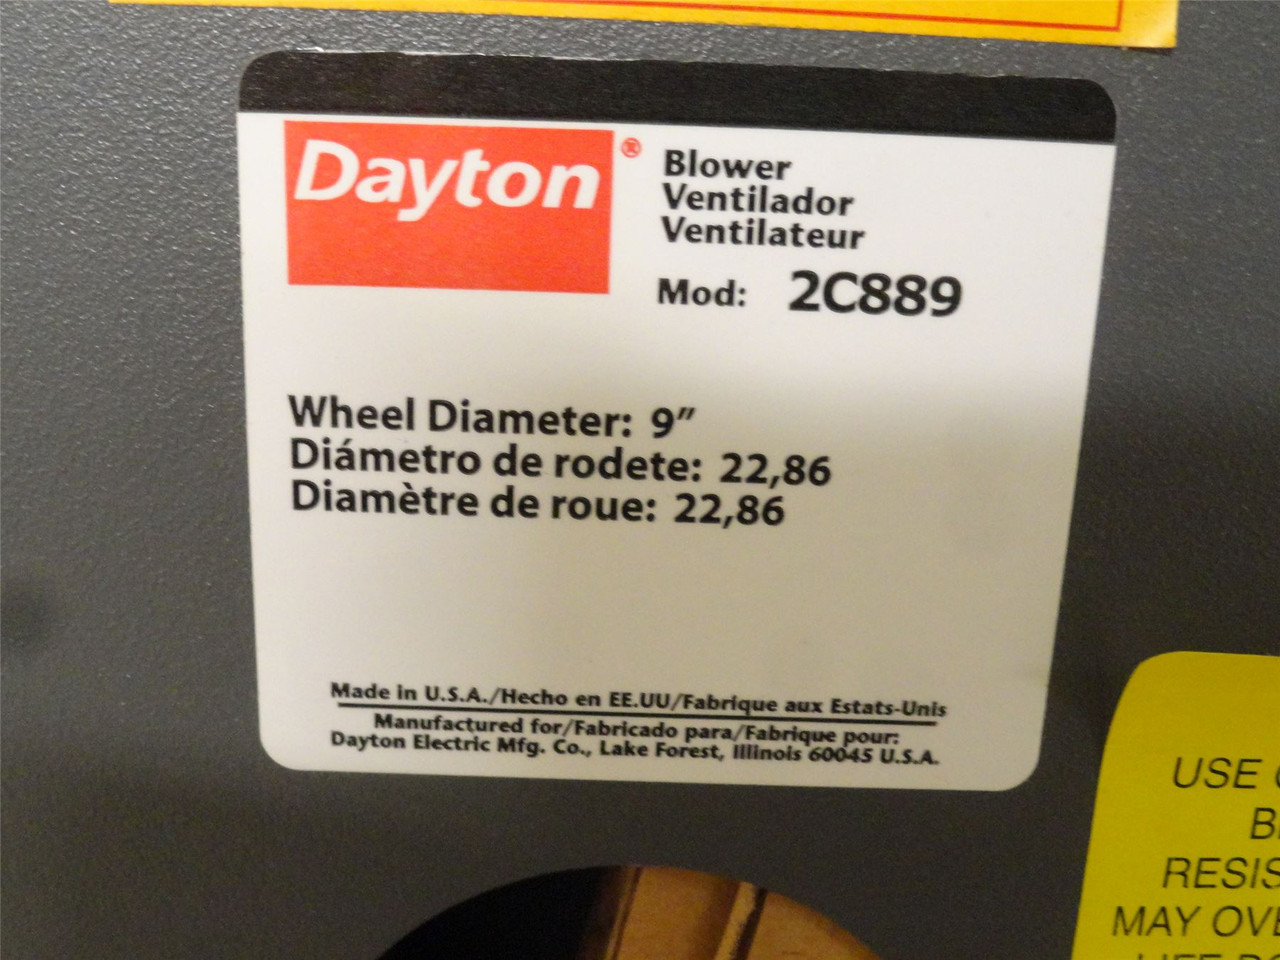 Dayton®
Blower
Ventilador
Ventilateur
Mod: 2C889
Wheel Diameter: 9”
Diámetro de rodete: 22,86
Diamètre de roue: 22,86
Made in U.S.A./Hecho en EE.UU/Fabrique aux Estats-Unis
Manufactured for/Fabricado para/Fabrique pour:
Dayton Electric Mfg. Co., Lake Forest, Illinois 60045 U.S.A.
USE
RESIS
MAY OVE